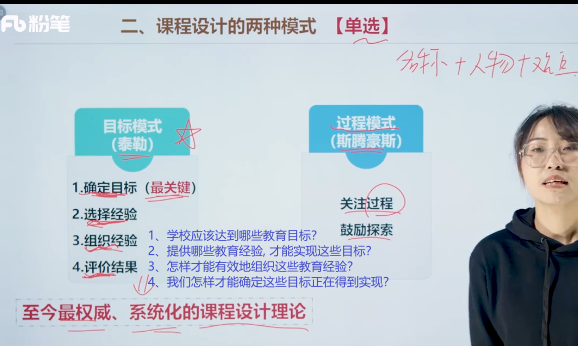 粉笔
二、课程设计的两种模式 【单选】
名称+人物+观点
目标模式
(泰勒)
1.确定目标（最关键）
2.选择经验
3.组织经验
4.评价结果
过程模式
(斯腾豪斯)
关注过程
鼓励探索
1、学校应该达到哪些教育目标？
2、提供哪些教育经验, 才能实现这些目标？
3、怎样才能有效地组织这些教育经验？
4、我们怎样才能确定这些目标正在得到实现？
至今最权威、系统化的课程设计理论